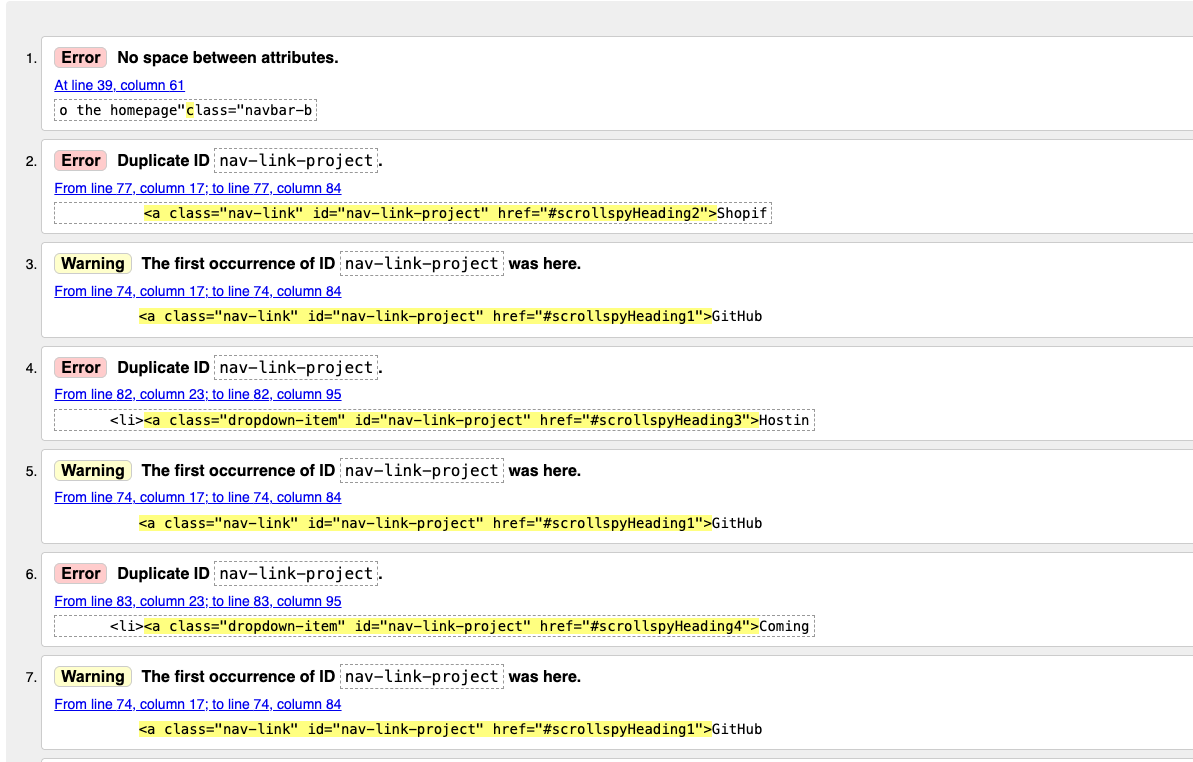 1. Error No space between attributes.
At line 39, column 61
o the homepage"class="navbar-b
2. Error Duplicate ID nav-link-project.
From line 77, column 17; to line 77, column 84
<a class="nav-link" id="nav-link-project" href="#scrollspyHeading2">Shopif
3. Warning The first occurrence of ID nav-link-project was here.
From line 74, column 17; to line 74, column 84
<a class="nav-link" id="nav-link-project" href="#scrollspyHeading1">GitHub
4. Error Duplicate ID nav-link-project.
From line 82, column 23; to line 82, column 95
<li><a class="dropdown-item" id="nav-link-project" href="#scrollspyHeading3">Hostin
5. Warning The first occurrence of ID nav-link-project was here.
From line 74, column 17; to line 74, column 84
<a class="nav-link" id="nav-link-project" href="#scrollspyHeading1">GitHub
6. Error Duplicate ID nav-link-project.
From line 83, column 23; to line 83, column 95
<li><a class="dropdown-item" id="nav-link-project" href="#scrollspyHeading4">Coming
7. Warning The first occurrence of ID nav-link-project was here.
From line 74, column 17; to line 74, column 84
<a class="nav-link" id="nav-link-project" href="#scrollspyHeading1">GitHub